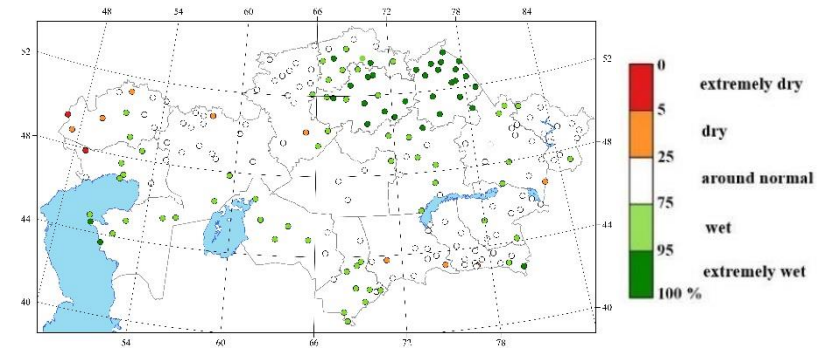 48 54 60 66 72 78 84
52 52
48 48
44 44
40 40
54 60 66 72 78
0
extremely dry
5
dry
25
around normal
75
wet
95
extremely wet
100 %